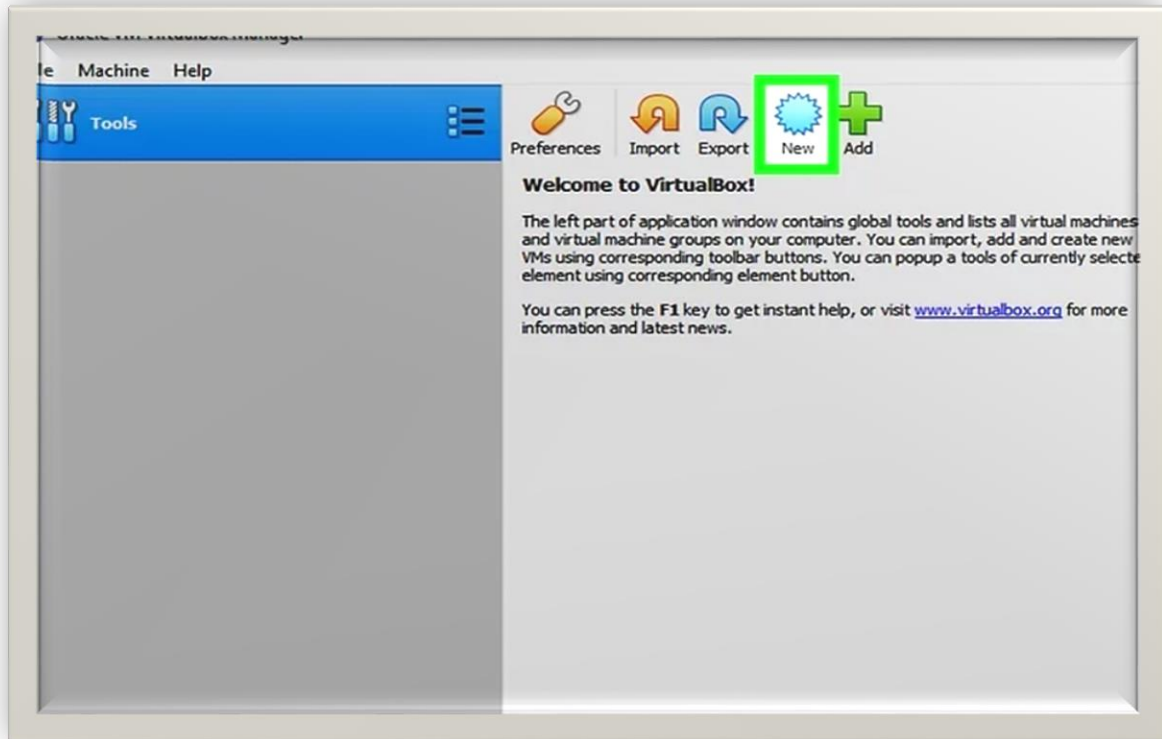 Oracle VM VirtualBox Manager
le Machine Help
Tools
Preferences Import Export New Add
Welcome to VirtualBox!
The left part of application window contains global tools and lists all virtual machines
and virtual machine groups on your computer. You can import, add and create new
VMs using corresponding toolbar buttons. You can popup a tools of currently selecte
element using corresponding element button.
You can press the F1 key to get instant help, or visit www.virtualbox.org for more
information and latest news.